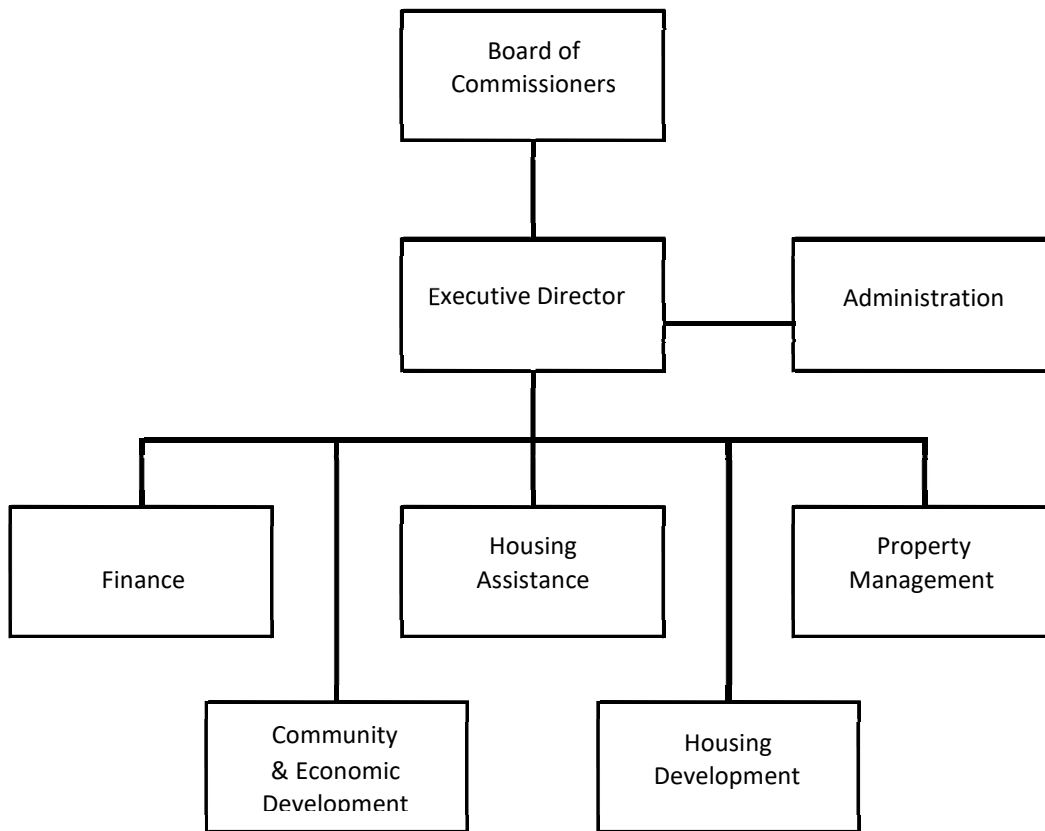 Board of
Commissioners
Executive Director
Administration
Finance
Housing
Assistance
Property
Management
Community
& Economic
Development
Housing
Development